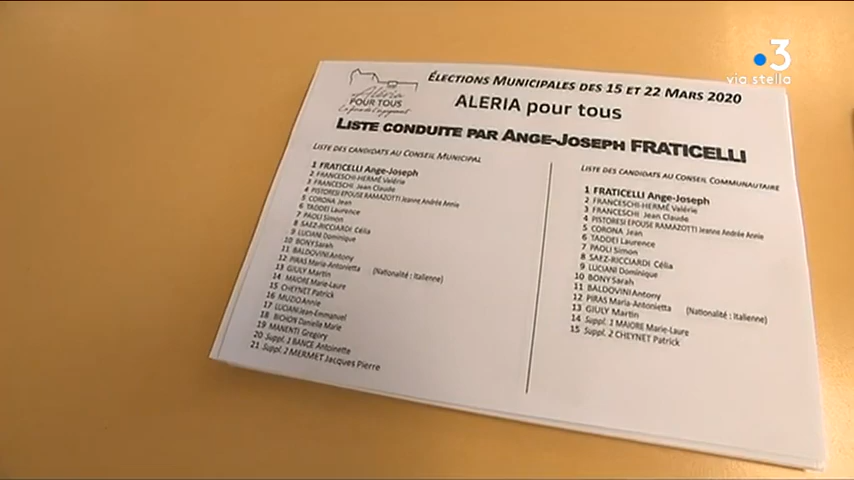 3
via stella
Aleria
POUR TOUS
ÉLECTIONS MUNICIPALES DES 15 ET 22 MARS 2020
ALERIA pour tous
LISTE CONDUITE PAR ANGE-JOSEPH FRATICELLI
LISTE DES CANDIDATS AU CONSEIL MUNICIPAL
1 FRATICELLI Ange-Joseph
2 FRANCESCHI-HERMÉ Valérie
3 FRANCESCHI Jean Claude
4 PISTORESI EPOUSE RAMAZOTTI Jeanne Andrée Annie
5 CORONA Jean
6 TADDEI Laurence
7 PAOLI Simon
8 SAEZ-RICCIARDI Célia
9 LUCIANI Dominique
10 BONY Sarah
11 BALDOVINI Antony
12 PIRAS Maria-Antonietta (Nationalité : Italienne)
13 GIULY Martin
14 MAIORE Marie-Laure
15 CHEYNET Patrick
16 MUZIO Annie
17 LUCIANI Jean-Emmanuel
18 BICHON Danielle Marie
19 MANENTI Gregory
20 Suppl. 1 BANCE Antoinette
21 Suppl. 2 MERMET Jacques Pierre
LISTE DES CANDIDATS AU CONSEIL COMMUNAUTAIRE
1 FRATICELLI Ange-Joseph
2 FRANCESCHI-HERMÉ Valérie
3 FRANCESCHI Jean Claude
4 PISTORESI EPOUSE RAMAZOTTI Jeanne Andrée Annie
5 CORONA Jean
6 TADDEI Laurence
7 PAOLI Simon
8 SAEZ-RICCIARDI Célia
9 LUCIANI Dominique
10 BONY Sarah
11 BALDOVINI Antony
12 PIRAS Maria-Antonietta (Nationalité : Italienne)
13 GIULY Martin
14 Suppl. 1 MAIORE Marie-Laure
15 Suppl. 2 CHEYNET Patrick